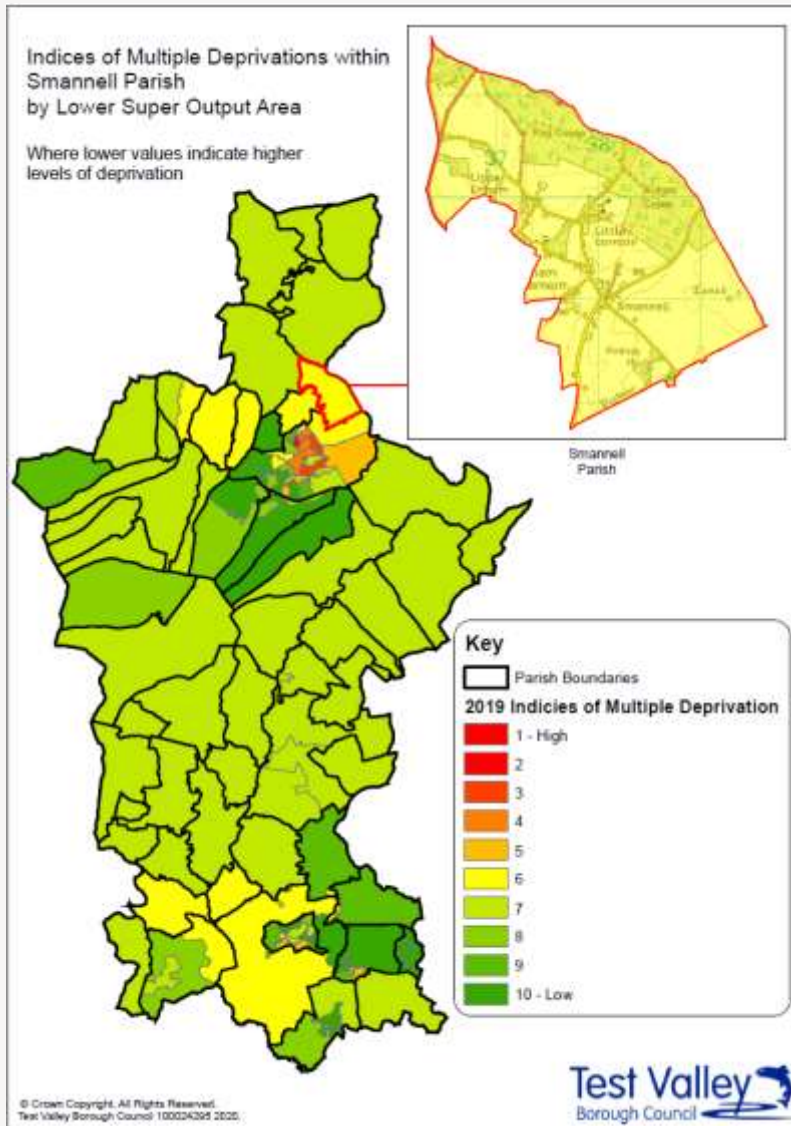 Indices of Multiple Deprivations within
Smannell Parish
by Lower Super Output Area
Where lower values indicate higher
levels of deprivation
Little
Smannell
Smannell
Parish
Key
Parish Boundaries
2019 Indicies of Multiple Deprivation
1 - High
2
3
4
5
6
7
8
9
10 - Low
© Crown Copyright. All Rights Reserved.
Test Valley Borough Council 100024295 2020.
Test Valley
Borough Council